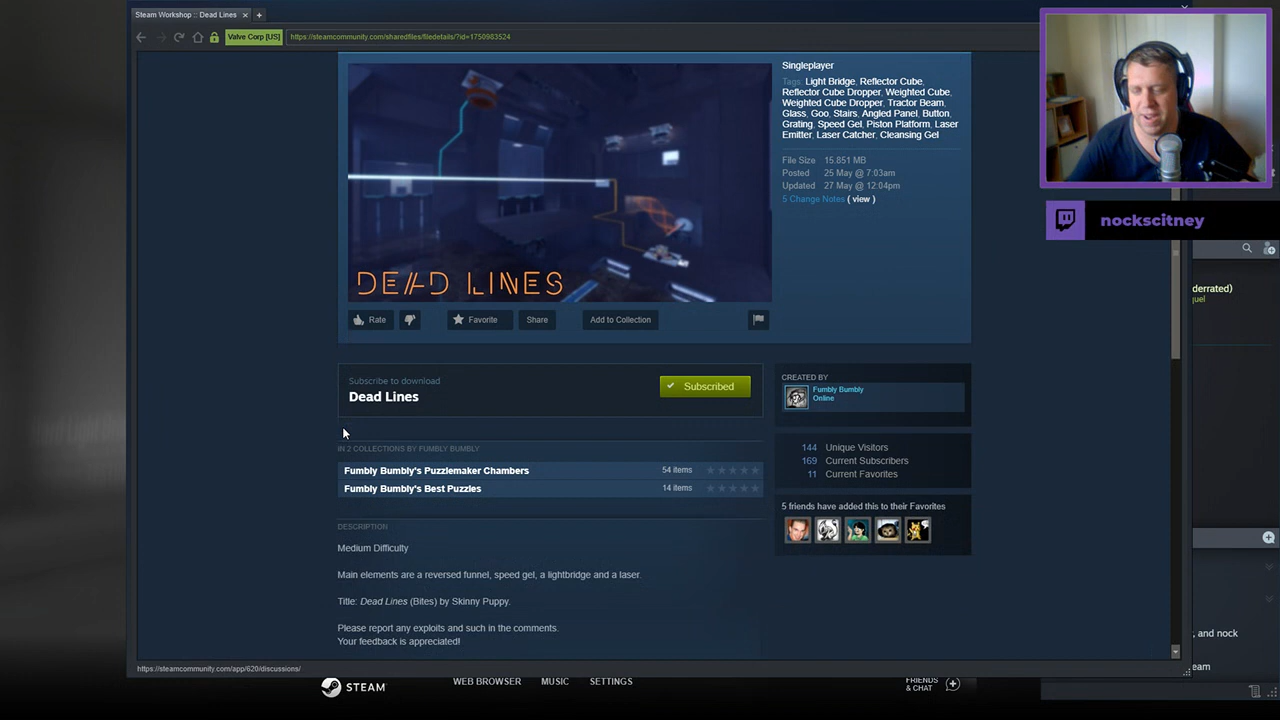 Steam Workshop :: Dead Lines
Valve Corp [US]
https://steamcommunity.com/sharedfiles/filedetails/?id=1750983524
Singleplayer
Tags: Light Bridge, Reflector Cube,
Reflector Cube Dropper, Weighted Cube,
Weighted Cube Dropper, Tractor Beam,
Glass, Goo, Stairs, Angled Panel, Button,
Grating, Speed Gel, Piston Platform, Laser
Emitter, Laser Catcher, Cleansing Gel
File Size 15.851 MB
Posted 25 May @ 7:03am
Updated 27 May @ 12:04pm
5 Change Notes ( view )
nockscitney
DEAD LINES
Rate
Favorite
Share
Add to Collection
derrated)
quel
Subscribe to download
Dead Lines
Subscribed
CREATED BY
Fumbly Bumbly
Online
144 Unique Visitors
169 Current Subscribers
11 Current Favorites
IN 2 COLLECTIONS BY FUMBLY BUMBLY
Fumbly Bumbly's Puzzlemaker Chambers 54 items
Fumbly Bumbly's Best Puzzles 14 items
5 friends have added this to their Favorites
DESCRIPTION
Medium Difficulty
Main elements are a reversed funnel, speed gel, a lightbridge and a laser.
Title: Dead Lines (Bites) by Skinny Puppy.
Please report any exploits and such in the comments.
Your feedback is appreciated!
, and nock
eam
https://steamcommunity.com/app/620/discussions/
STEAM
WEB BROWSER
MUSIC
SETTINGS
FRIENDS
& CHAT